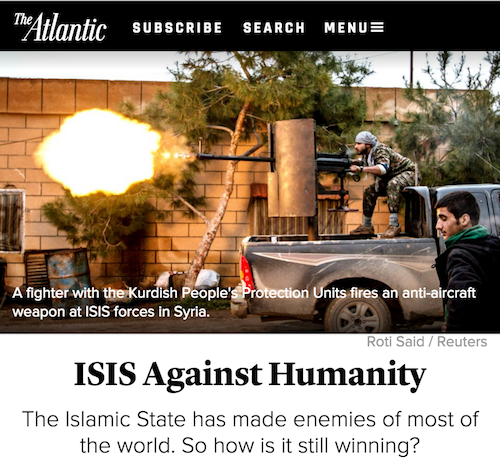 The Atlantic SUBSCRIBE SEARCH MENU
A fighter with the Kurdish People's Protection Units fires an anti-aircraft
weapon at ISIS forces in Syria.
Roti Said / Reuters
ISIS Against Humanity
The Islamic State has made enemies of most of
the world. So how is it still winning?